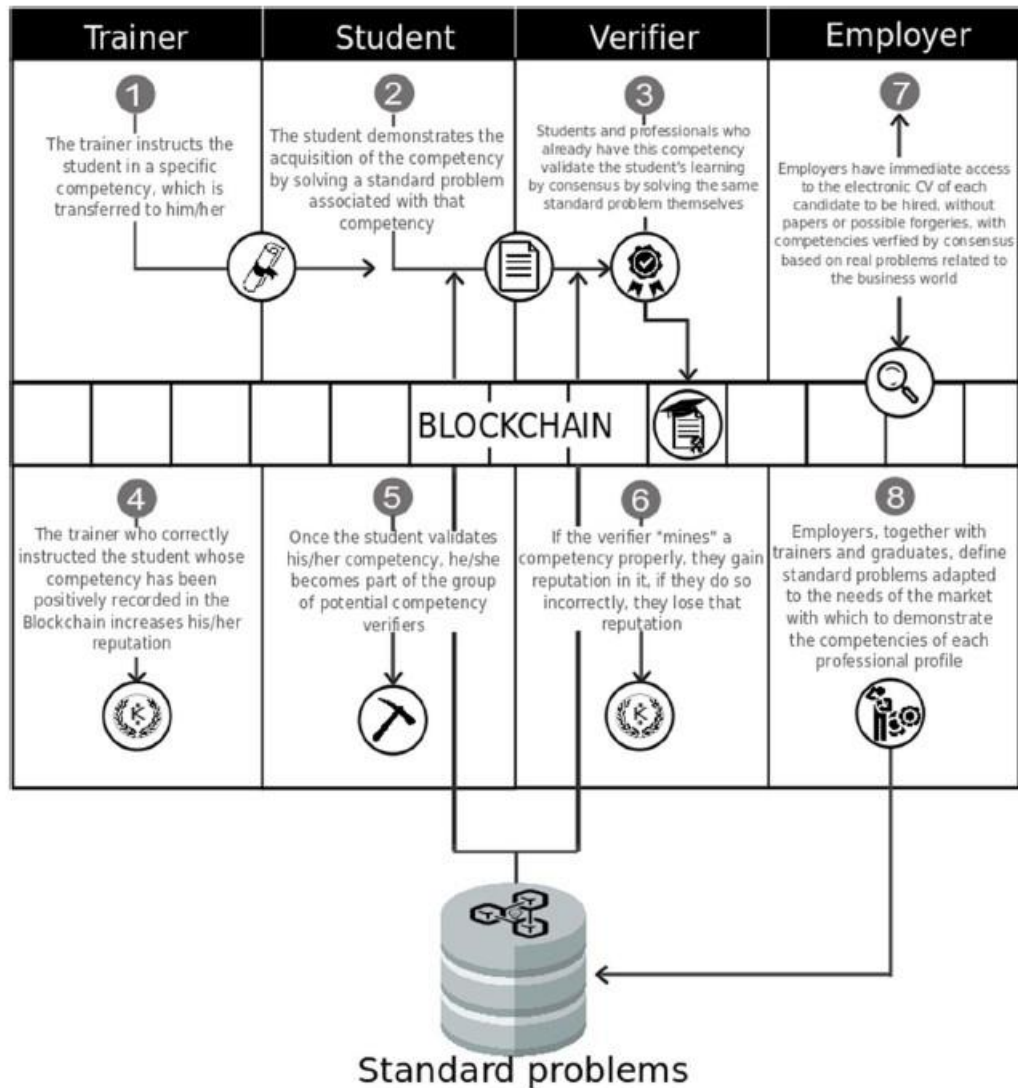 Trainer
Student
Verifier
Employer
1
The trainer instructs the
student in a specific
competency, which is
transferred to him/her
2
The student demonstrates the
acquisition of the competency
by solving a standard problem
associated with that
competency
3
Students and professionals who
already have this competency
validate the student's learning
by consensus by solving the same
standard problem themselves
7
Employers have immediate access
to the electronic CV of each
candidate to be hired, without
papers or possible forgeries, with
competencies verfied by consensus
based on real problems related to
the business world
BLOCKCHAIN
4
The trainer who correctly
instructed the student whose
competency has been
positively recorded in the
Blockchain increases his/her
reputation
5
Once the student validates
his/her competency, he/she
becomes part of the group
of potential competency
verifiers
6
If the verifier "mines" a
competency properly, they gain
reputation in it, if they do so
incorrectly, they lose that
reputation
8
Employers, together with
trainers and graduates, define
standard problems adapted
to the needs of the market
with which to demonstrate
the competencies of each
professional profile
K
K
Standard problems